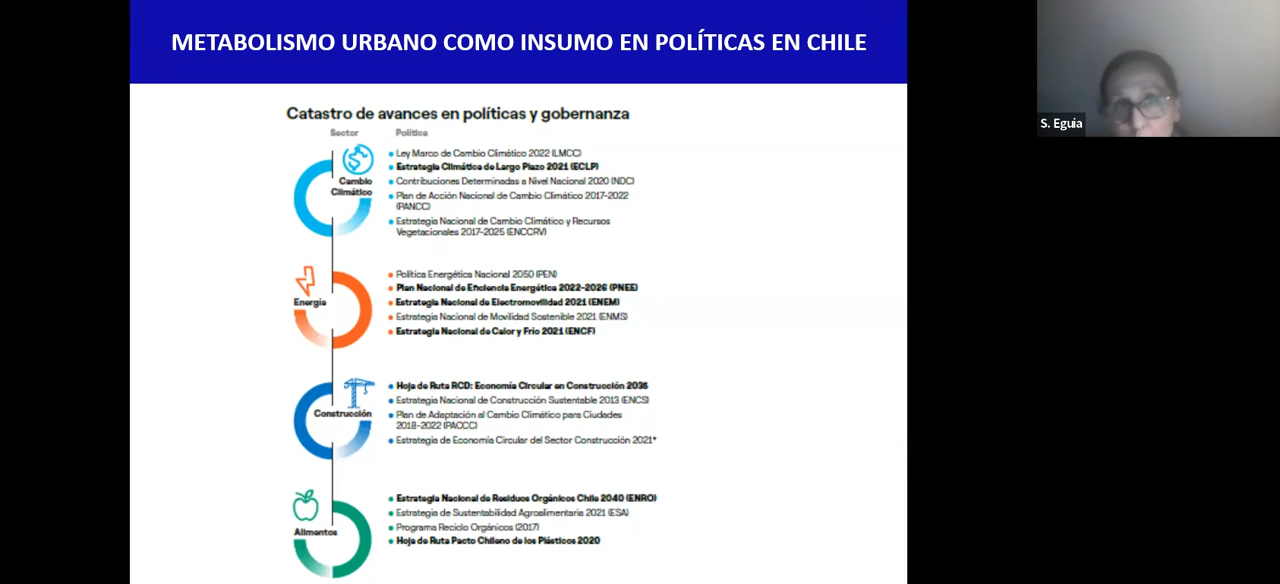 METABOLISMO URBANO COMO INSUMO EN POLÍTICAS EN CHILE
S. Eguia
Catastro de avances en políticas y gobernanza
Sector
Política
Cambio
Climático
Ley Marco de Cambio Climático 2022 (LMCC)
Estrategia Climática de Largo Plazo 2021 (ECLP)
Contribuciones Determinadas a Nivel Nacional 2020 (NDC)
Plan de Acción Nacional de Cambio Climático 2017-2022
(PANCC)
Estrategia Nacional de Cambio Climático y Recursos
Vegetacionales 2017-2025 (ENCCRV)
Energía
Política Energética Nacional 2050 (PEN)
Plan Nacional de Eficiencia Energética 2022-2026 (PNEE)
Estrategia Nacional de Electromovilidad 2021 (ENEM)
Estrategia Nacional de Movilidad Sostenible 2021 (ENMS)
Estrategia Nacional de Calor y Frío 2021 (ENCF)
Construcción
Hoja de Ruta RCD: Economía Circular en Construcción 2035
Estrategia Nacional de Construcción Sustentable 2013 (ENCS)
Plan de Adaptación al Cambio Climático para Ciudades
2018-2022 (PACCC)
Estrategia de Economía Circular del Sector Construcción 2021*
Alimentos
Estrategia Nacional de Residuos Orgánicos Chile 2040 (ENRO)
Estrategia de Sustentabilidad Agroalimentaria 2021 (ESA)
Programa Reciclo Orgánicos (2017)
Hoja de Ruta Pacto Chileno de los Plásticos 2020